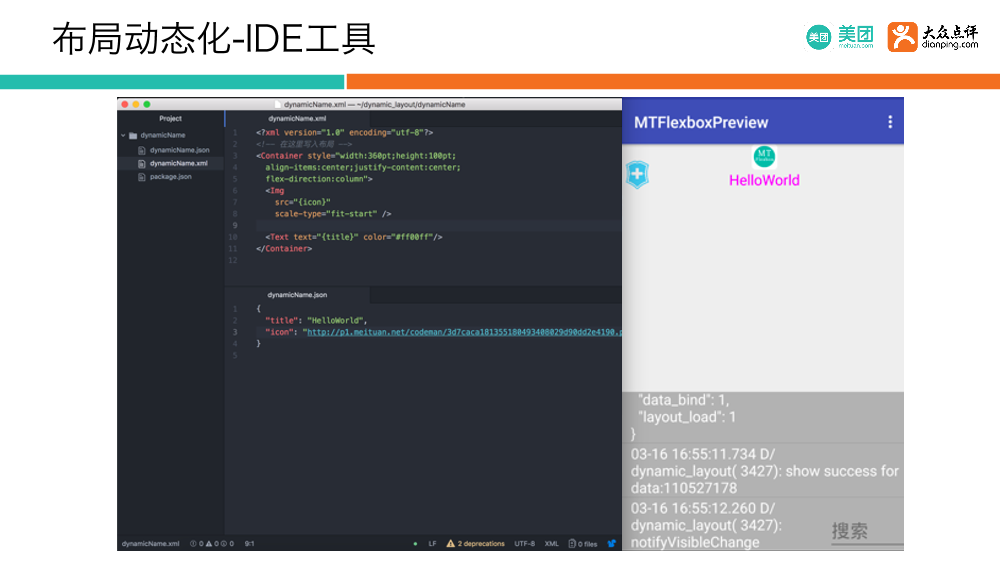 布局动态化-IDE工具
美团
美团
meituan.com
大众点评
dianping.com
dynamicName.xml — ~/dynamic_layout/dynamicName
Project
dynamicName
dynamicName.json
dynamicName.xml
package.json
dynamicName.xml
1 <?xml version="1.0" encoding="utf-8"?>
2 <!-- 在这里写入布局 -->
3 <Container style="width:360pt;height:100pt;
4 align-items:center;justify-content:center;
5 flex-direction:column">
6 <Img
7 src="{icon}"
8 scale-type="fit-start" />
9
10 <Text text="{title}" color="#ff00ff"/>
11 </Container>
12
dynamicName.json
1 {
2 "title": "HelloWorld",
3 "icon": "http://p1.meituan.net/codeman/3d7caca181355180493408029d90dd2e4190.p
4 }
5
dynamicName.xml 0 0 0 9:1
LF 2 deprecations UTF-8 XML 0 files
MTFlexboxPreview
MT
Flexbox
HelloWorld
"data_bind": 1,
"layout_load": 1
}
03-16 16:55:11.734 D/
dynamic_layout( 3427): show success for
data:110527178
03-16 16:55:12.260 D/
dynamic_layout( 3427):
notifyVisibleChange
搜索